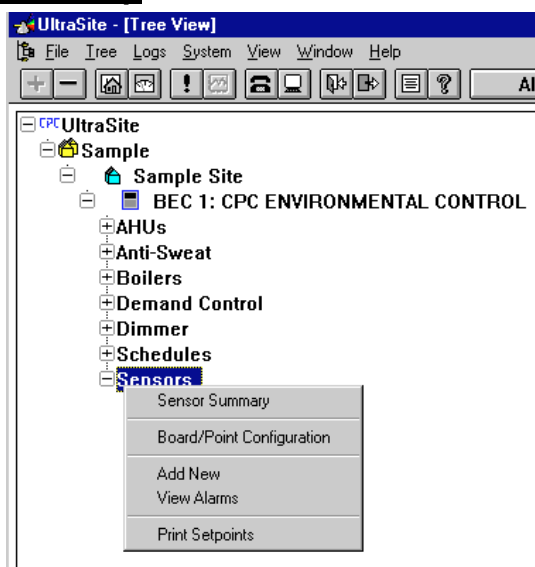 UltraSite - [Tree View]
File Tree Logs System View Window Help
Al
CPC UltraSite
Sample
Sample Site
BEC 1: CPC ENVIRONMENTAL CONTROL
AHUs
Anti-Sweat
Boilers
Demand Control
Dimmer
Schedules
Sensors
Sensor Summary
Board/Point Configuration
Add New
View Alarms
Print Setpoints